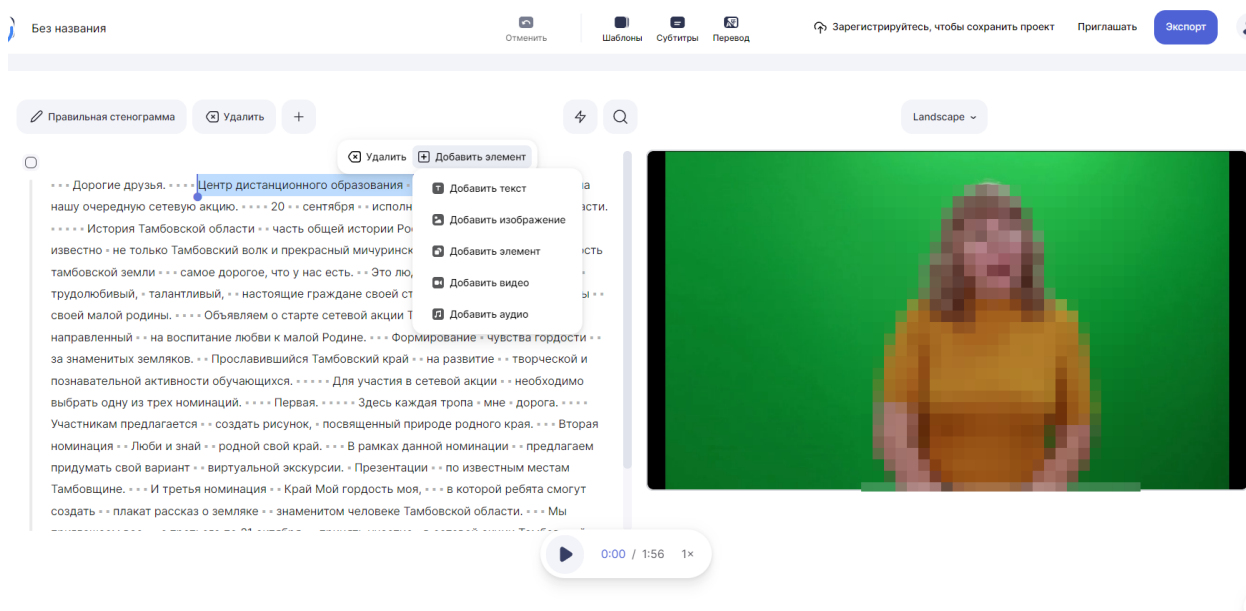 Без названия
Отменить
Шаблоны
Субтитры
Перевод
Зарегистрируйтесь, чтобы сохранить проект
Приглашать
Экспорт
Правильная стенограмма
Удалить
Landscape
Удалить
Добавить элемент
Добавить текст
Добавить изображение
Добавить элемент
Добавить видео
Добавить аудио
Дорогие друзья. Центр дистанционного образования
нашу очередную сетевую акцию. 20 сентября
История Тамбовской области часть общей истории
известно не только Тамбовский волк и прекрасный
тамбовской земли самое дорогое, что у нас есть. Это
трудолюбивый, талантливый, настоящие граждане своей
своей малой родины. Объявляем о старте сетевой акции
направленный на воспитание любви к малой Родине. Формирование чувства гордости
за знаменитых земляков. Прославившийся Тамбовский край на развитие творческой и
познавательной активности обучающихся. Для участия в сетевой акции необходимо
выбрать одну из трех номинаций. Первая. Здесь каждая тропа мне дорога.
Участникам предлагается создать рисунок, посвященный природе родного края. Вторая
номинация Люби и знай родной свой край. В рамках данной номинации предлагаем
придумать свой вариант виртуальной экскурсии. Презентации по известным местам
Тамбовщине. И третья номинация Край Мой гордость моя, в которой ребята смогут
создать плакат рассказ о земляке знаменитом человеке Тамбовской области. Мы
0:00 / 1:56 1×